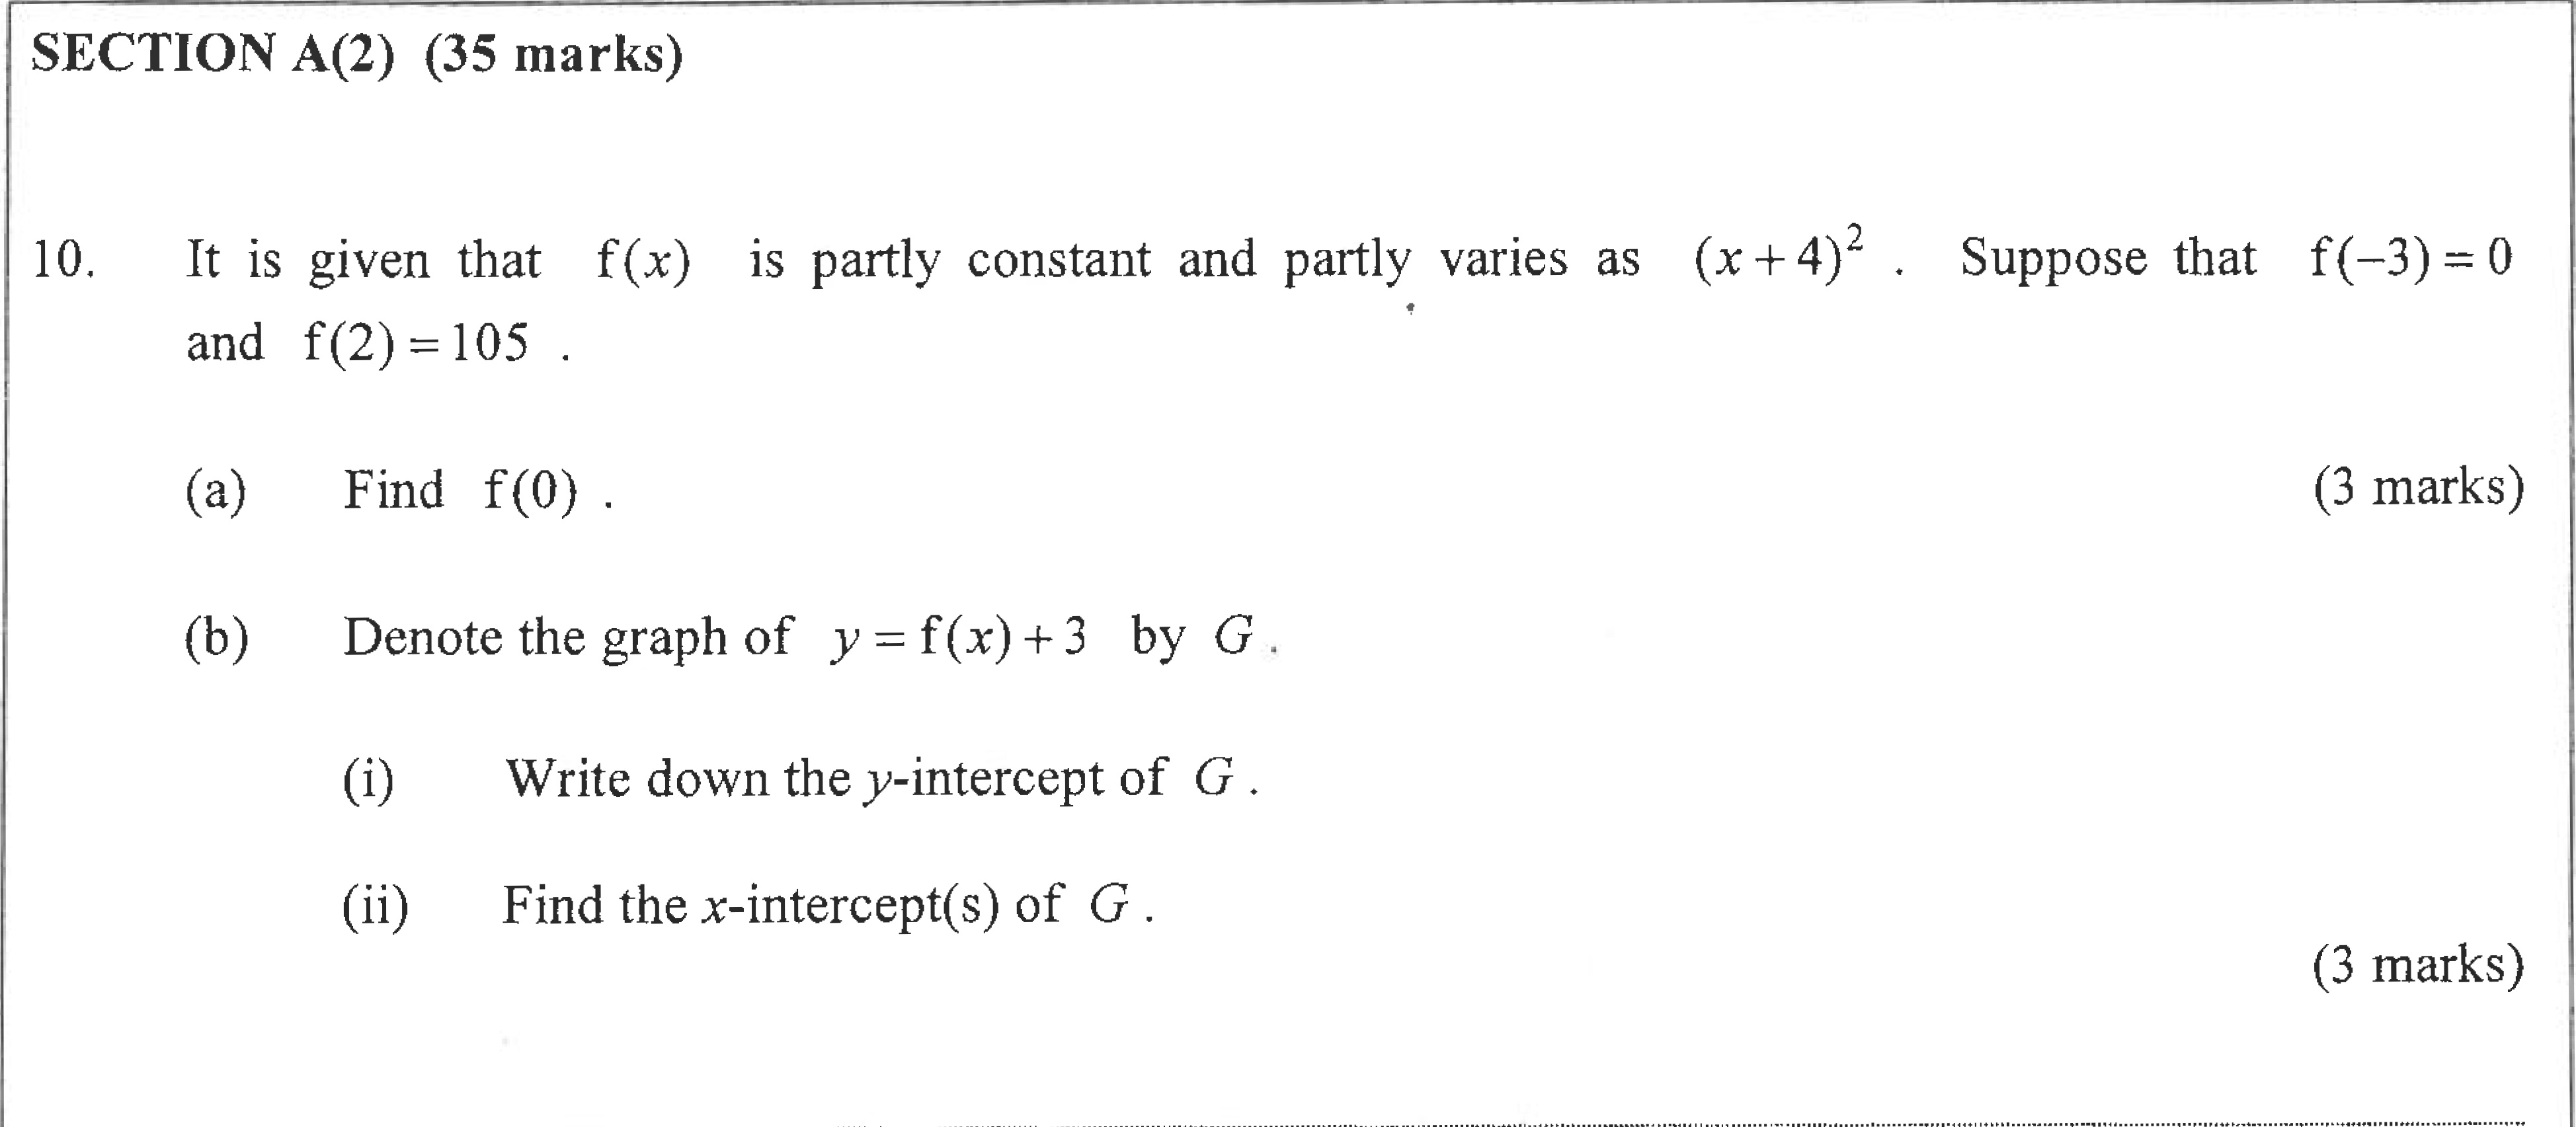 SECTION A(2) (35 marks)
10. It is given that f(x) is partly constant and partly varies as (x+4)² . Suppose that f(−3)=0
and f(2)=105 .
(a) Find f(0) . (3 marks)
(b) Denote the graph of y=f(x)+3 by G .
(i) Write down the y-intercept of G .
(ii) Find the x-intercept(s) of G .
(3 marks)